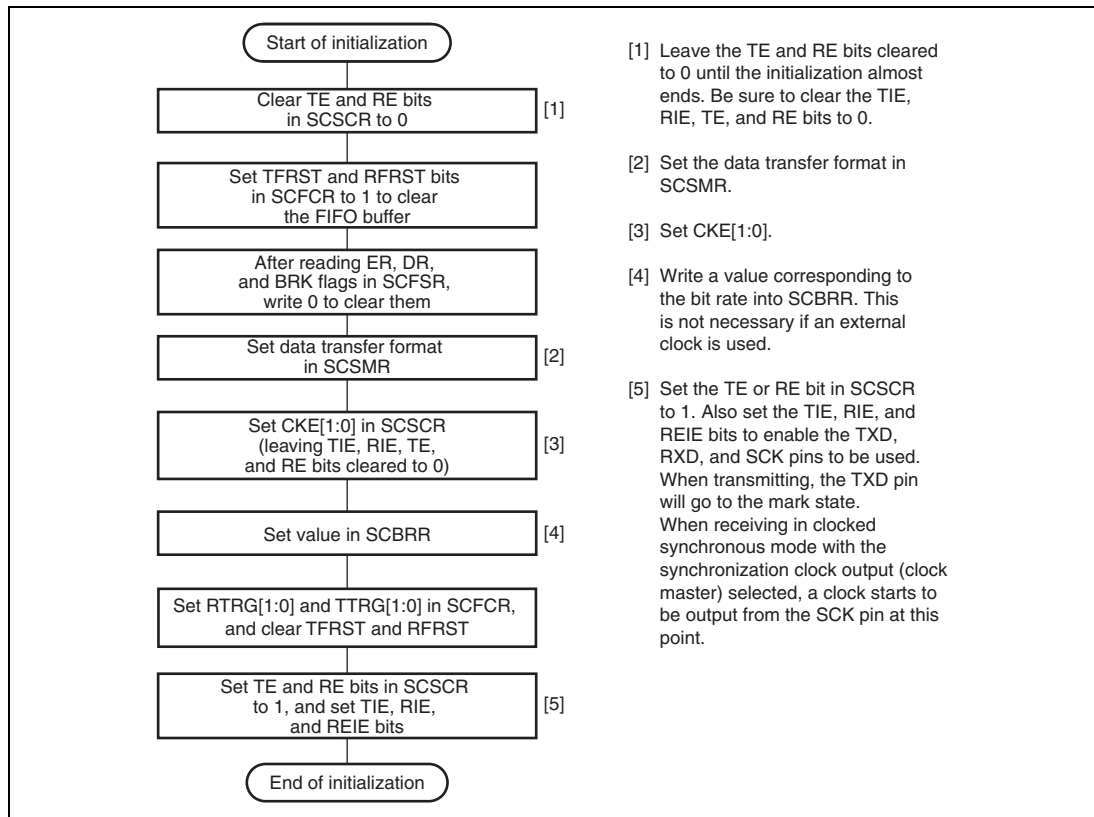 Start of initialization
Clear TE and RE bits
in SCSCR to 0
[1]
Set TFRST and RFRST bits
in SCFCR to 1 to clear
the FIFO buffer
After reading ER, DR,
and BRK flags in SCFSR,
write 0 to clear them
Set data transfer format
in SCSMR
[2]
Set CKE[1:0] in SCSCR
(leaving TIE, RIE, TE,
and RE bits cleared to 0)
[3]
Set value in SCBRR
[4]
Set RTRG[1:0] and TTRG[1:0] in SCFCR,
and clear TFRST and RFRST
Set TE and RE bits in SCSCR
to 1, and set TIE, RIE,
and REIE bits
[5]
End of initialization
[1] Leave the TE and RE bits cleared
to 0 until the initialization almost
ends. Be sure to clear the TIE,
RIE, TE, and RE bits to 0.
[2] Set the data transfer format in
SCSMR.
[3] Set CKE[1:0].
[4] Write a value corresponding to
the bit rate into SCBRR. This
is not necessary if an external
clock is used.
[5] Set the TE or RE bit in SCSCR
to 1. Also set the TIE, RIE, and
REIE bits to enable the TXD,
RXD, and SCK pins to be used.
When transmitting, the TXD pin
will go to the mark state.
When receiving in clocked
synchronous mode with the
synchronization clock output (clock
master) selected, a clock starts to
be output from the SCK pin at this
point.